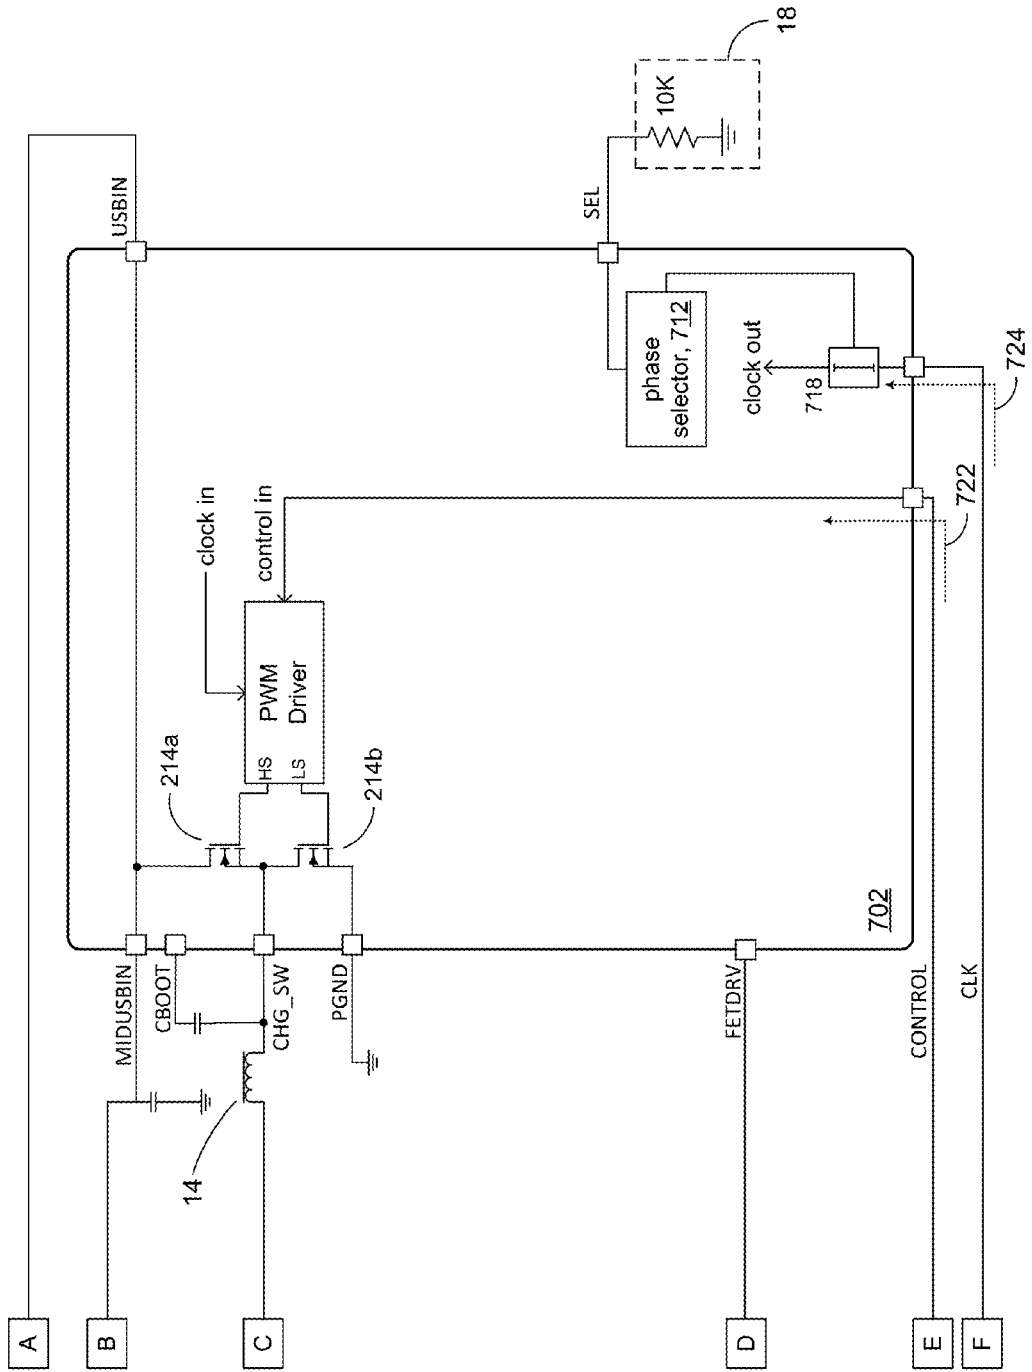 A
B
C
D
E
F
USBIN
SEL
10K
18
MIDUSBIN
CBOOT
CHG_SW
PGND
FETDRV
CONTROL
CLK
14
214a
214b
HS
LS
PWM
Driver
clock in
control in
phase
selector, 712
clock out
718
722
724
702